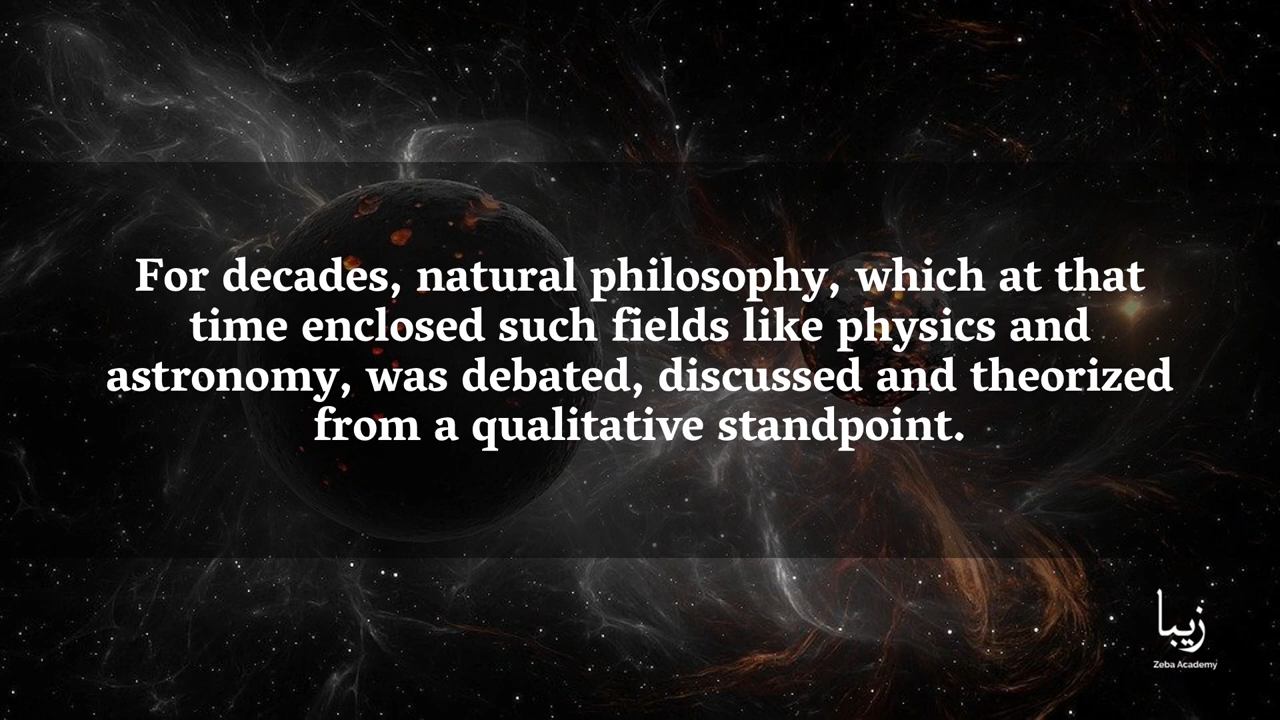 For decades, natural philosophy, which at that
time enclosed such fields like physics and
astronomy, was debated, discussed and theorized
from a qualitative standpoint.
زيبا
Zeba Academy